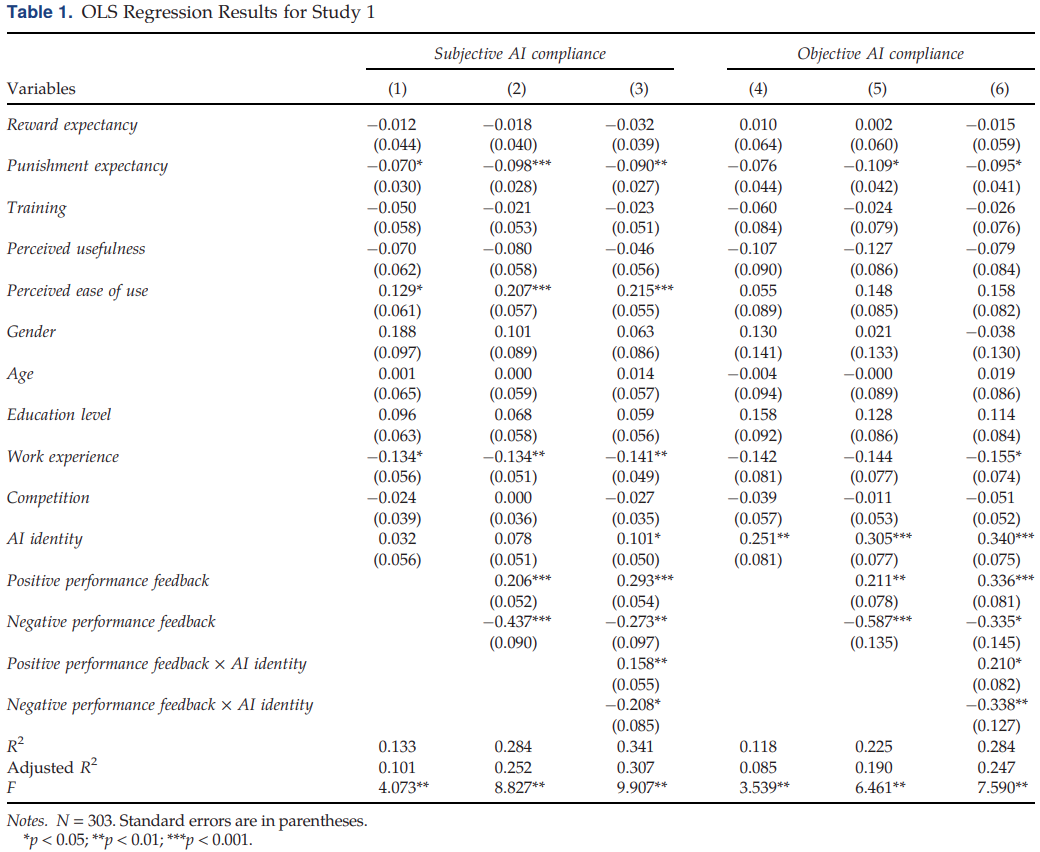 Table 1. OLS Regression Results for Study 1
Subjective AI compliance Objective AI compliance
Variables (1) (2) (3) (4) (5) (6)
Reward expectancy −0.012 −0.018 −0.032 0.010 0.002 −0.015
(0.044) (0.040) (0.039) (0.064) (0.060) (0.059)
Punishment expectancy −0.070* −0.098*** −0.090** −0.076 −0.109* −0.095*
(0.030) (0.028) (0.027) (0.044) (0.042) (0.041)
Training −0.050 −0.021 −0.023 −0.060 −0.024 −0.026
(0.058) (0.053) (0.051) (0.084) (0.079) (0.076)
Perceived usefulness −0.070 −0.080 −0.046 −0.107 −0.127 −0.079
(0.062) (0.058) (0.056) (0.090) (0.086) (0.084)
Perceived ease of use 0.129* 0.207*** 0.215*** 0.055 0.148 0.158
(0.061) (0.057) (0.055) (0.089) (0.085) (0.082)
Gender 0.188 0.101 0.063 0.130 0.021 −0.038
(0.097) (0.089) (0.086) (0.141) (0.133) (0.130)
Age 0.001 0.000 0.014 −0.004 −0.000 0.019
(0.065) (0.059) (0.057) (0.094) (0.089) (0.086)
Education level 0.096 0.068 0.059 0.158 0.128 0.114
(0.063) (0.058) (0.056) (0.092) (0.086) (0.084)
Work experience −0.134* −0.134** −0.141** −0.142 −0.144 −0.155*
(0.056) (0.051) (0.049) (0.081) (0.077) (0.074)
Competition −0.024 0.000 −0.027 −0.039 −0.011 −0.051
(0.039) (0.036) (0.035) (0.057) (0.053) (0.052)
AI identity 0.032 0.078 0.101* 0.251** 0.305*** 0.340***
(0.056) (0.051) (0.050) (0.081) (0.077) (0.075)
Positive performance feedback 0.206*** 0.293*** 0.211** 0.336***
(0.052) (0.054) (0.078) (0.081)
Negative performance feedback −0.437*** −0.273** −0.587*** −0.335*
(0.090) (0.097) (0.135) (0.145)
Positive performance feedback × AI identity 0.158** 0.210*
(0.055) (0.082)
Negative performance feedback × AI identity −0.208* −0.338**
(0.085) (0.127)
R² 0.133 0.284 0.341 0.118 0.225 0.284
Adjusted R² 0.101 0.252 0.307 0.085 0.190 0.247
F 4.073** 8.827** 9.907** 3.539** 6.461** 7.590**
Notes. N = 303. Standard errors are in parentheses.
*p < 0.05; **p < 0.01; ***p < 0.001.